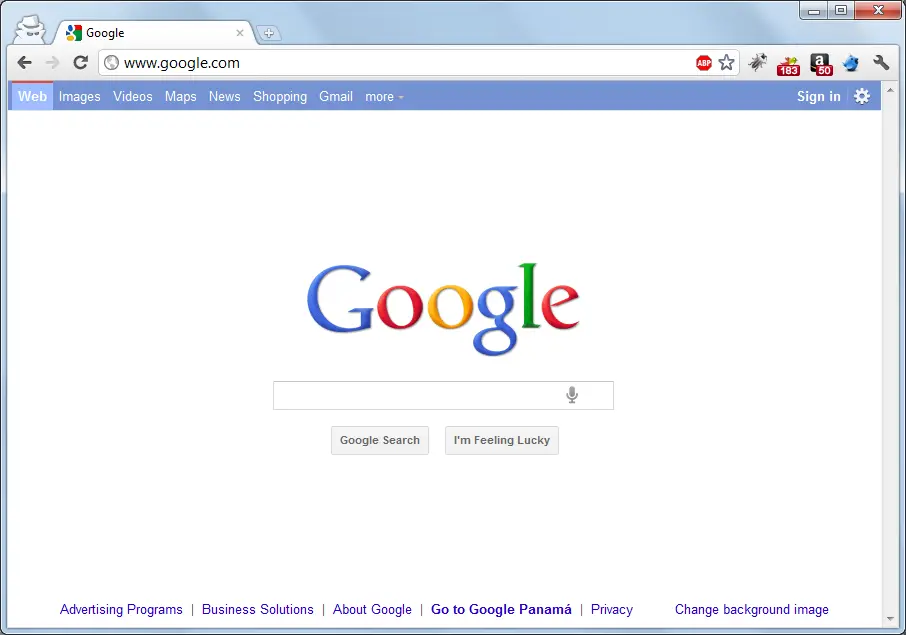 Google
www.google.com
ABP
183
a
50
Web Images Videos Maps News Shopping Gmail more
Sign in
Google
Google Search I'm Feeling Lucky
Advertising Programs | Business Solutions | About Google | Go to Google Panamá | Privacy Change background image